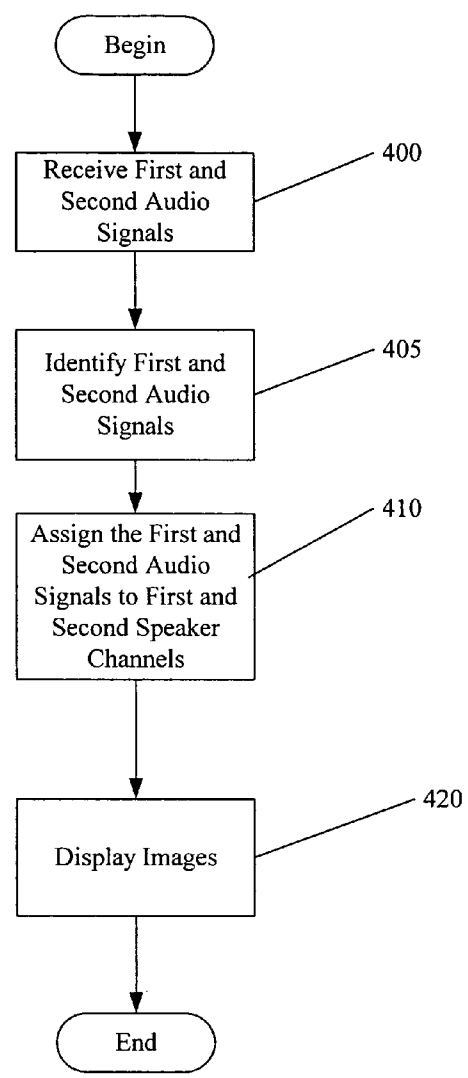 Begin
Receive First and
Second Audio
Signals
400
Identify First and
Second Audio
Signals
405
Assign the First and
Second Audio
Signals to First and
Second Speaker
Channels
410
Display Images
420
End